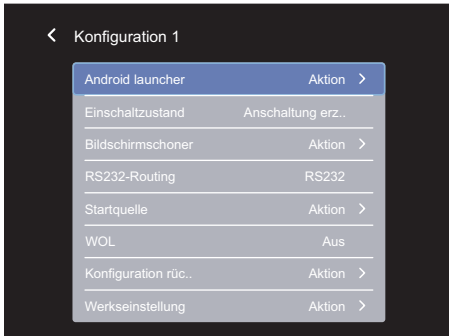 Konfiguration 1
Android launcher Aktion
Einschaltzustand Anschaltung erz..
Bildschirmschoner Aktion
RS232-Routing RS232
Startquelle Aktion
WOL Aus
Konfiguration rüc.. Aktion
Werkseinstellung Aktion